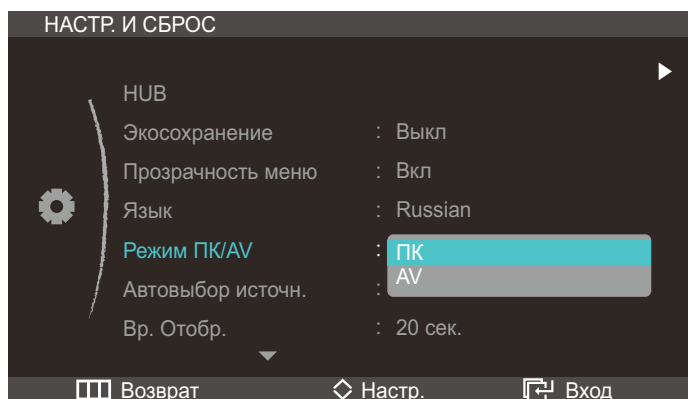 НАСТР. И СБРОС
HUB
Экосохранение : Выкл
Прозрачность меню : Вкл
Язык : Russian
Режим ПК/AV : ПК
AV
Автовыбор источн. :
Вр. Отобр. : 20 сек.
Возврат Настр. Вход